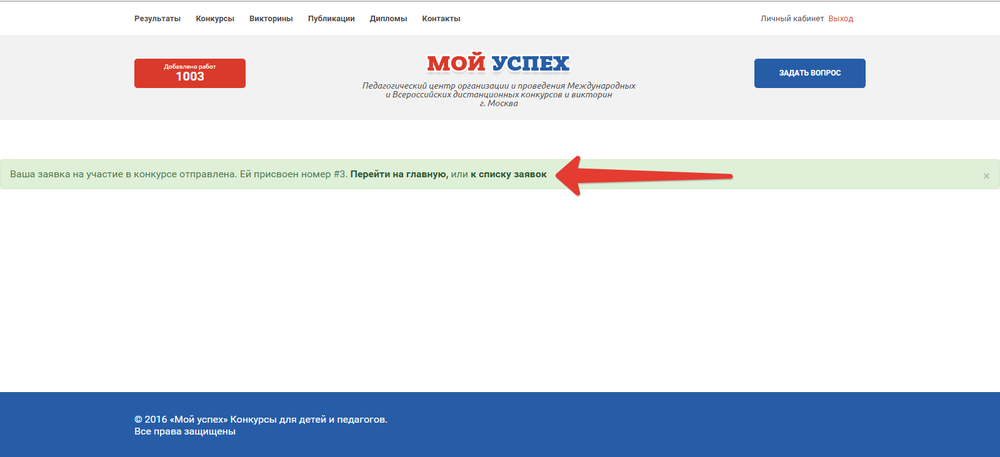 Результаты Конкурсы Викторины Публикации Дипломы Контакты Личный кабинет Выход
Добавлено работ
1003
МОЙ УСПЕХ
Педагогический центр организации и проведения Международных
и Всероссийских дистанционных конкурсов и викторин
г. Москва
ЗАДАТЬ ВОПРОС
Ваша заявка на участие в конкурсе отправлена. Ей присвоен номер #3. Перейти на главную, или к списку заявок ×
© 2016 «Мой успех» Конкурсы для детей и педагогов.
Все права защищены